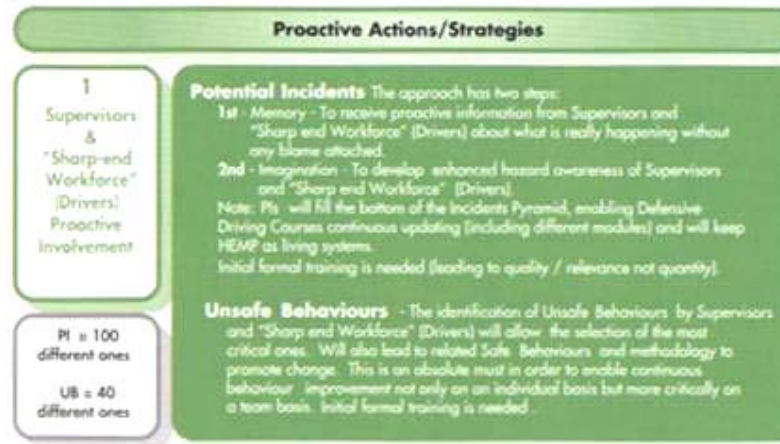 Proactive Actions/Strategies
1
Supervisors
&
"Sharp-end
Workforce"
(Drivers)
Proactive
Involvement
Potential Incidents The approach has two steps:
1st - Memory - To receive proactive information from Supervisors and
"Sharp end Workforce" (Drivers) about what is really happening without
any blame attached.
2nd - Imagination - To develop enhanced hazard awareness of Supervisors
and "Sharp end Workforce" (Drivers).
Note: PIs will fill the bottom of the Incidents Pyramid, enabling Defensive
Driving Courses continuous updating (including different modules) and will keep
HEMP as living systems.
Initial formal training is needed (leading to quality / relevance not quantity).
PI = 100
different ones
UB = 40
different ones
Unsafe Behaviours - The identification of Unsafe Behaviours by Supervisors
and "Sharp end Workforce" (Drivers) will allow the selection of the most
critical ones. Will also lead to related Safe Behaviours and methodology to
promote change. This is an absolute must in order to enable continuous
behaviour improvement not only on an individual basis but more critically on
a team basis. Initial formal training is needed .